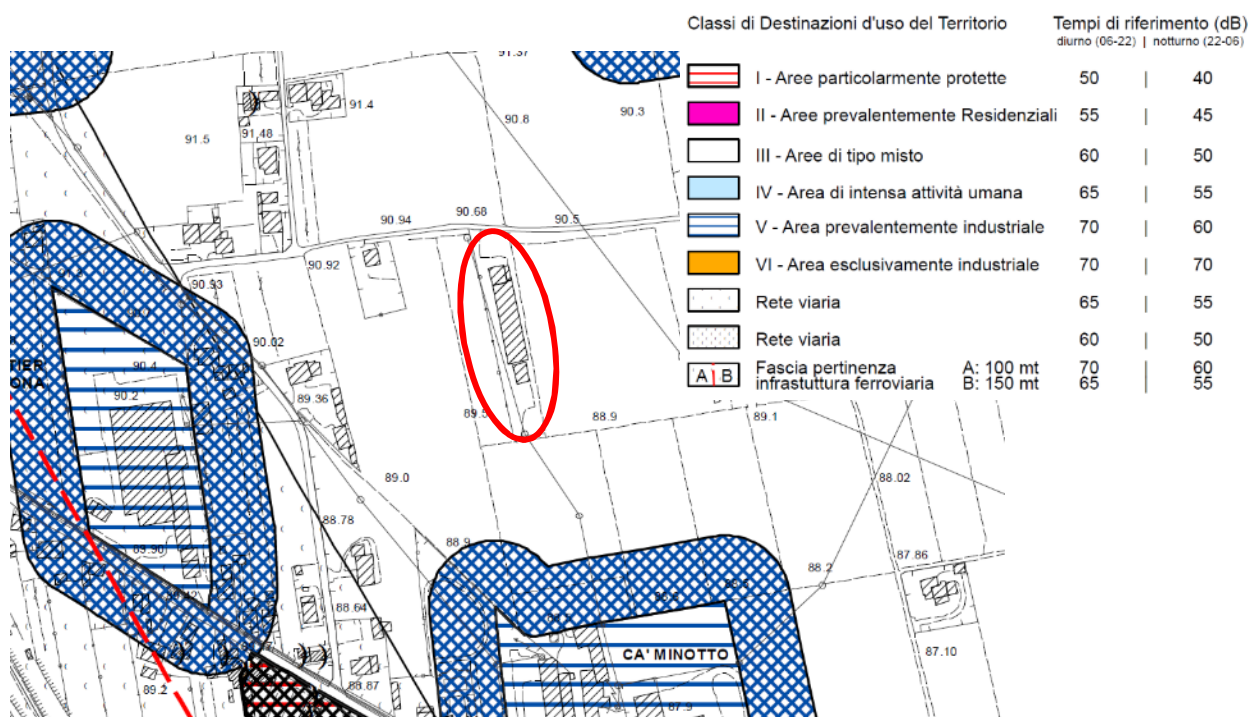 Classi di Destinazioni d'uso del Territorio Tempi di riferimento (dB)
diurno (06-22) | notturno (22-06)
I - Aree particolarmente protette 50 | 40
II - Aree prevalentemente Residenziali 55 | 45
III - Aree di tipo misto 60 | 50
IV - Area di intensa attività umana 65 | 55
V - Area prevalentemente industriale 70 | 60
VI - Area esclusivamente industriale 70 | 70
Rete viaria 65 | 55
Rete viaria 60 | 50
A B Fascia pertinenza A: 100 mt 70 | 60
infrastuttura ferroviaria B: 150 mt 65 | 55
91.37
91.4
90.8
90.3
91.5
91.48
90.94
90.68
90.5
90.92
90.93
90.02
90.4
TIER
ONA
90.2
89.36
88.9
89.1
89.0
88.02
88.78
88.9
87.86
89.90
88.2
88.64
CA' MINOTTO
87.10
88.87
89.2
87.9